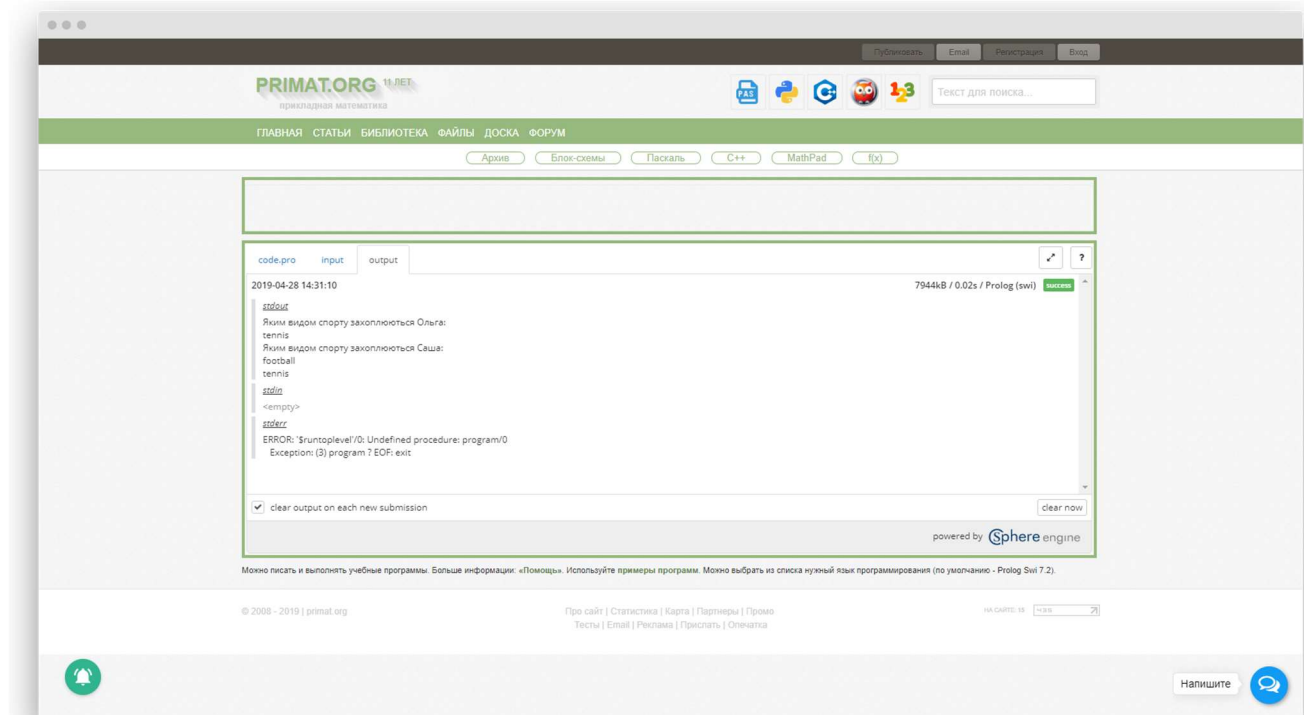 Публиковать Email Регистрация Вход
PRIMAT.ORG 11 ЛЕТ
прикладная математика
PAS
C++
123
Текст для поиска...
ГЛАВНАЯ СТАТЬИ БИБЛИОТЕКА ФАЙЛЫ ДОСКА ФОРУМ
Архив Блок-схемы Паскаль C++ MathPad f(x)
code.pro input output ?
2019-04-28 14:31:10 7944kB / 0.02s / Prolog (swi) success
stdout
Яким видом спорту захоплюються Ольга:
tennis
Яким видом спорту захоплюються Саша:
football
tennis
stdin
<empty>
stderr
ERROR: '$runtoplevel'/0: Undefined procedure: program/0
Exception: (3) program ? EOF: exit
clear output on each new submission clear now
powered by Sphere engine
Можно писать и выполнять учебные программы. Больше информации: «Помощь». Используйте примеры программ. Можно выбрать из списка нужный язык программирования (по умолчанию - Prolog Swi 7.2).
© 2008 - 2019 | primat.org
Про сайт | Статистика | Карта | Партнеры | Промо
Тесты | Email | Реклама | Прислать | Опечатка
НА САЙТЕ:
Напишите